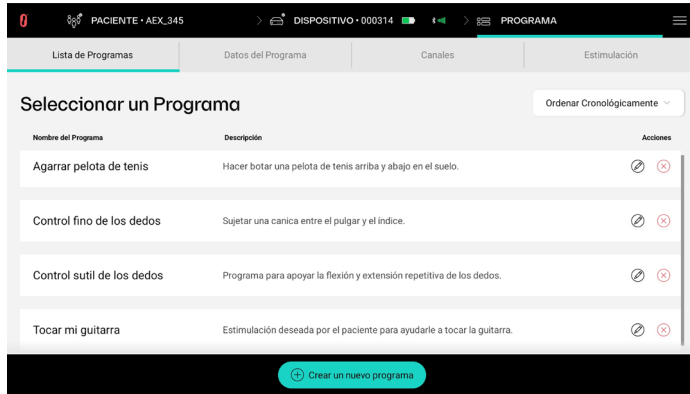 PACIENTE • AEX_345 > DISPOSITIVO • 000314 > PROGRAMA
Lista de Programas Datos del Programa Canales Estimulación
Seleccionar un Programa Ordenar Cronológicamente
Nombre del Programa Descripción Acciones
Agarrar pelota de tenis Hacer botar una pelota de tenis arriba y abajo en el suelo.
Control fino de los dedos Sujetar una canica entre el pulgar y el índice.
Control sutil de los dedos Programa para apoyar la flexión y extensión repetitiva de los dedos.
Tocar mi guitarra Estimulación deseada por el paciente para ayudarle a tocar la guitarra.
Crear un nuevo programa